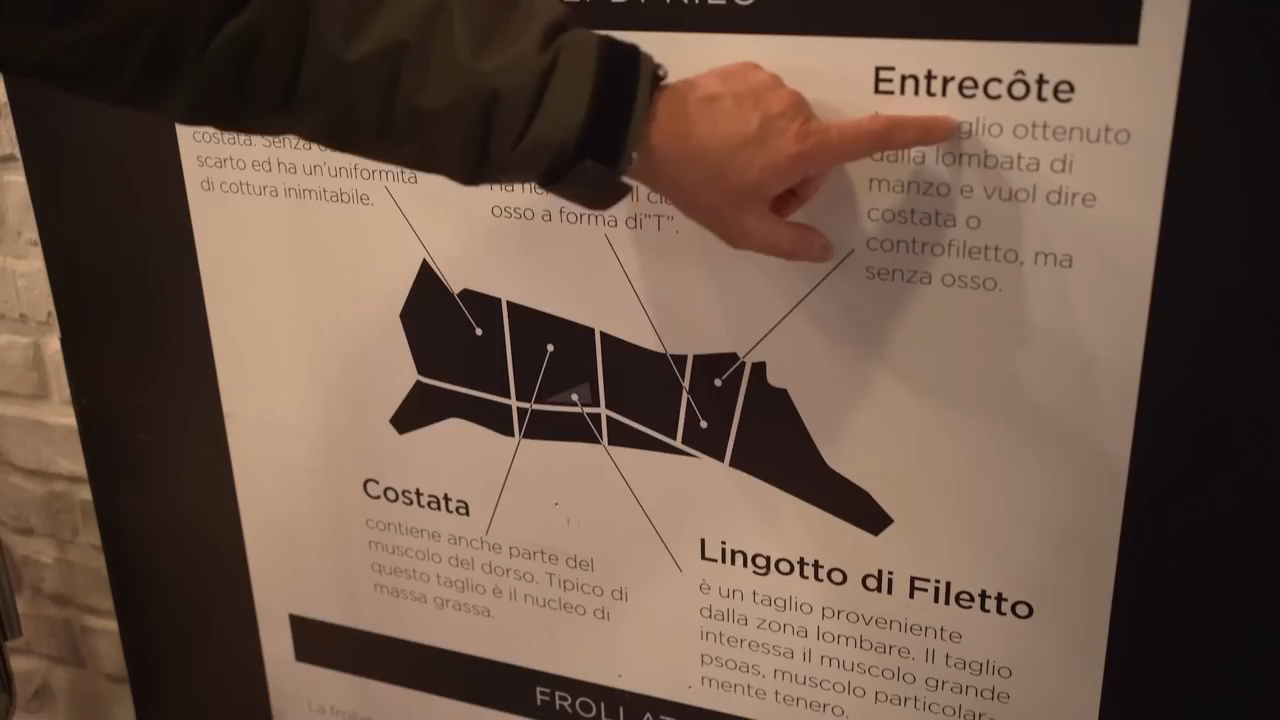 DI
costata. Senza
scarto ed ha un'uniformità
di cottura inimitabile.
osso a forma di"T".
Entrecôte
ottenuto
dalla lombata di
manzo e vuol dire
costata o
controfiletto, ma
senza osso.
Costata
contiene anche parte del
muscolo del dorso. Tipico di
questo taglio è il nucleo di
massa grassa.
Lingotto di Filetto
è un taglio proveniente
dalla zona lombare. Il taglio
interessa il muscolo grande
psoas, muscolo particolar-
mente tenero.
La